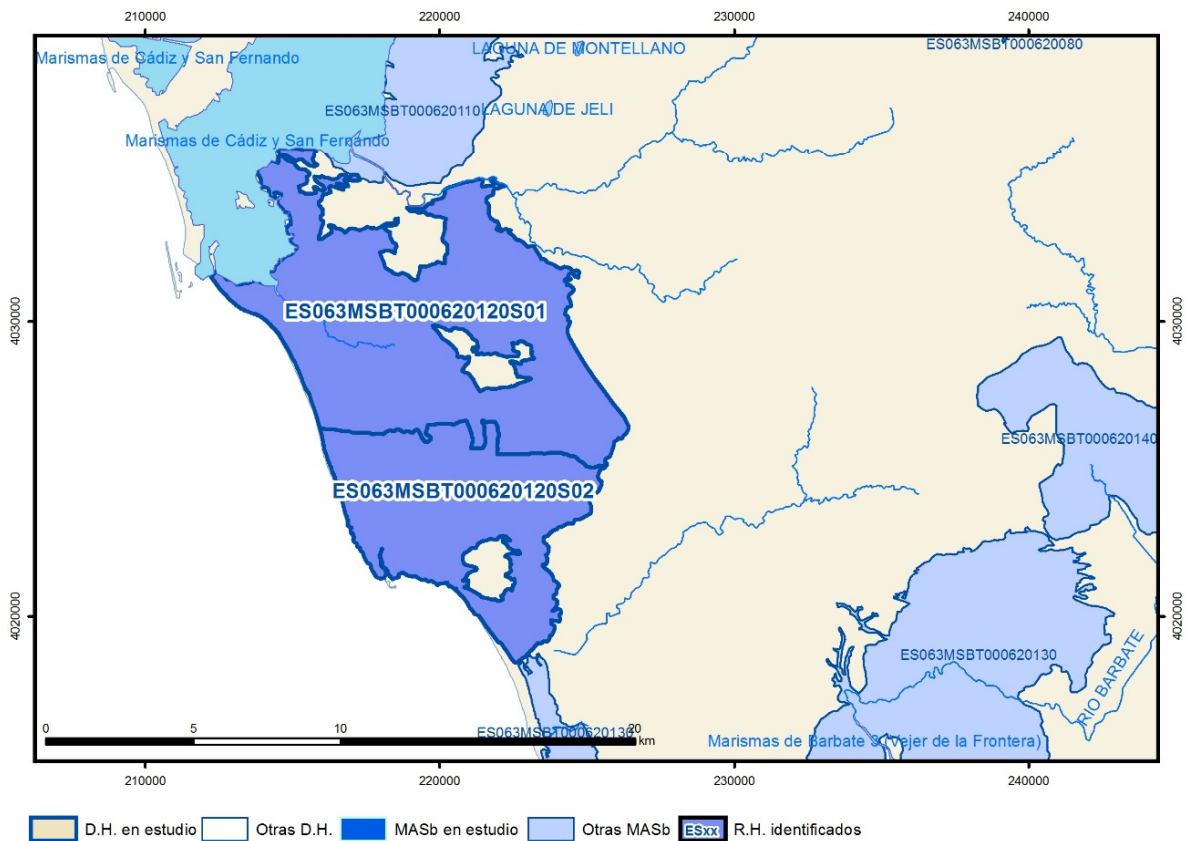 210000 220000 230000 240000
LAGUNA DE MONTELLANO
ES063MSBT000620080
Marismas de Cádiz y San Fernando
ES063MSBT000620110
LAGUNA DE JELI
Marismas de Cádiz y San Fernando
4030000
ES063MSBT000620120S01
4030000
ES063MSBT000620140
ES063MSBT000620120S02
4020000
4020000
ES063MSBT000620130
RIO BARBATE
0 5 10 20
km
ES063MSBT000620130
Marismas de Barbate 3 (Vejer de la Frontera)
210000 220000 230000 240000
D.H. en estudio Otras D.H. MASb en estudio Otras MASb ESxx R.H. identificados